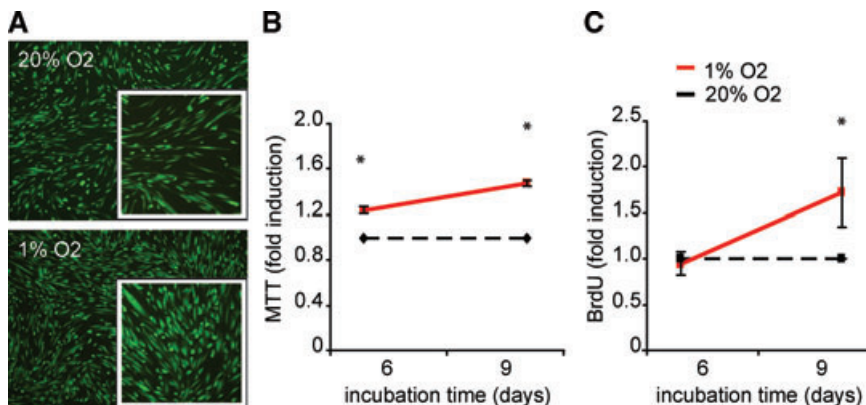 A
20% O2
1% O2
B
MTT (fold induction)
2.0
1.6
1.2
0.8
0.4
0
*
*
6
9
incubation time (days)
C
1% O2
20% O2
BrdU (fold induction)
2.5
2.0
1.5
1.0
0.5
0
*
6
9
incubation time (days)